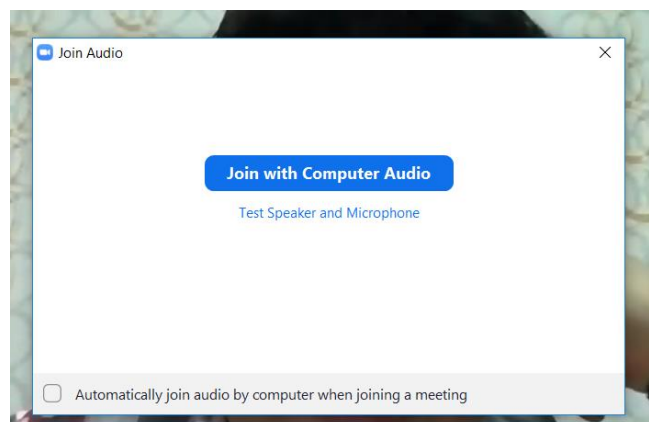 Join Audio
Join with Computer Audio
Test Speaker and Microphone
Automatically join audio by computer when joining a meeting